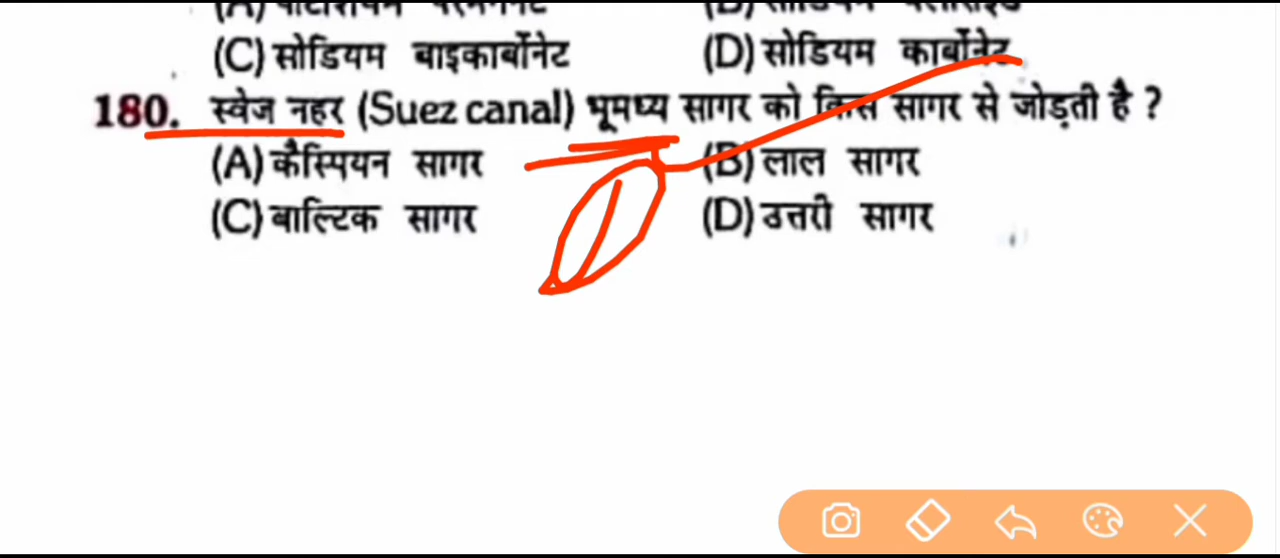 (C) सोडियम बाइकार्बोनेट (D) सोडियम कार्बोनेट
180. स्वेज नहर (Suez canal) भूमध्य सागर को किस सागर से जोड़ती है ?
(A) कैस्पियन सागर (B) लाल सागर
(C) बाल्टिक सागर (D) उत्तरी सागर